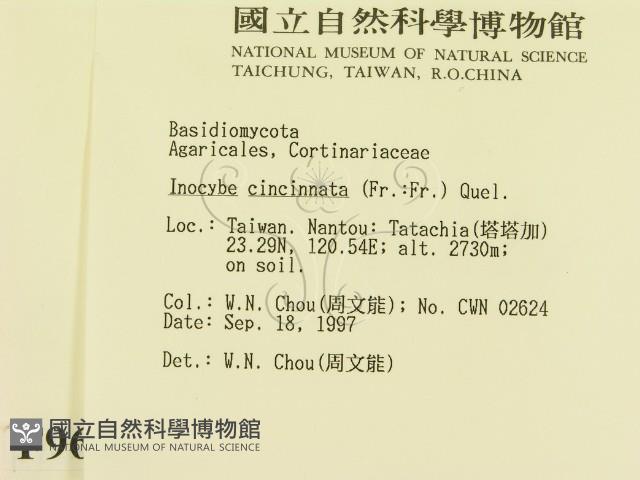 國立自然科學博物館
NATIONAL MUSEUM OF NATURAL SCIENCE
TAICHUNG, TAIWAN, R.O.CHINA
Basidiomycota
Agaricales, Cortinariaceae
Inocybe cincinnata (Fr.:Fr.) Quel.
Loc.: Taiwan. Nantou: Tatachia(塔塔加)
23.29N, 120.54E; alt. 2730m;
on soil.
Col.: W.N. Chou(周文能); No. CWN 02624
Date: Sep. 18, 1997
Det.: W.N. Chou(周文能)
國立自然科學博物館
NATIONAL MUSEUM OF NATURAL SCIENCE